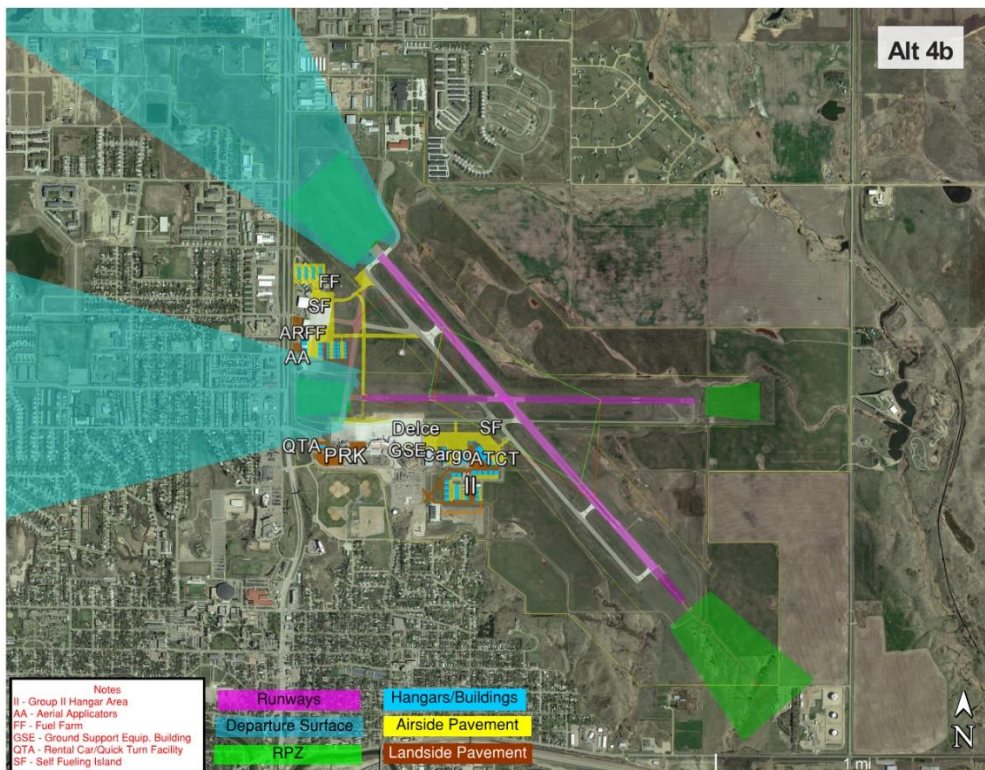 Alt 4b
FF
SF
ARFF
AA
Delce
SF
QTA
PRK
GSE
Cargo
ATCT
II
Notes
II - Group II Hangar Area
AA - Aerial Applicators
FF - Fuel Farm
GSE - Ground Support Equip. Building
QTA - Rental Car/Quick Turn Facility
SF - Self Fueling Island
Runways
Departure Surface
RPZ
Hangars/Buildings
Airside Pavement
Landside Pavement
1 mi
N